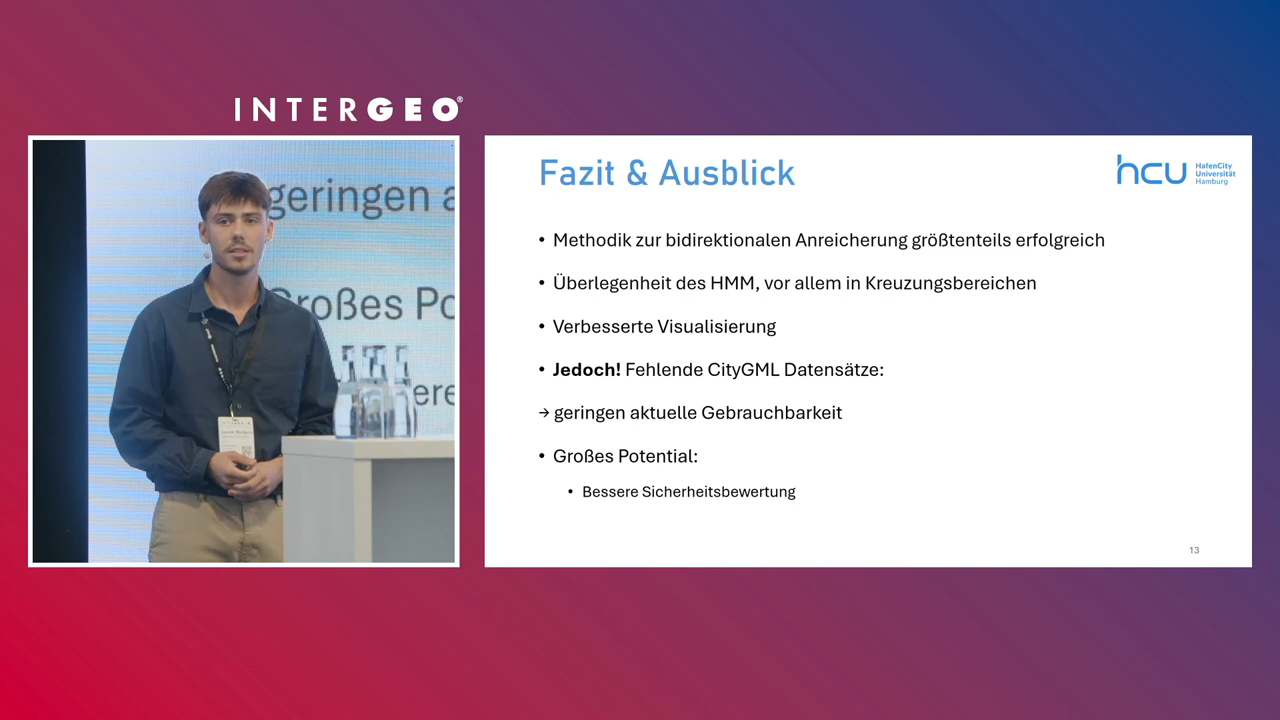 INTERGEO®
geringen a
Großes Po
ere
Fazit & Ausblick
hcu HafenCity
Universität
Hamburg
• Methodik zur bidirektionalen Anreicherung größtenteils erfolgreich
• Überlegenheit des HMM, vor allem in Kreuzungsbereichen
• Verbesserte Visualisierung
• Jedoch! Fehlende CityGML Datensätze:
→ geringen aktuelle Gebrauchbarkeit
• Großes Potential:
• Bessere Sicherheitsbewertung
13